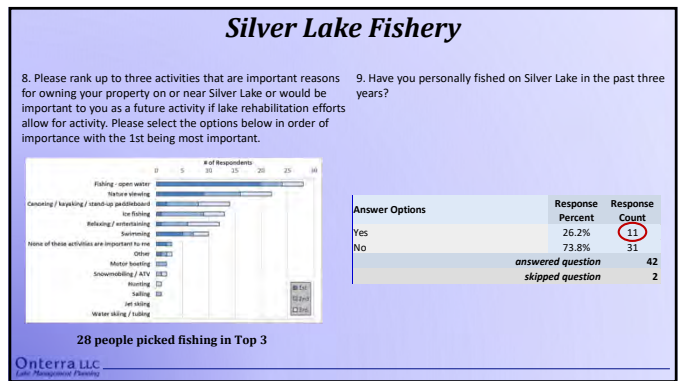 Silver Lake Fishery
8. Please rank up to three activities that are important reasons
for owning your property on or near Silver Lake or would be
important to you as a future activity if lake rehabilitation efforts
allow for activity. Please select the options below in order of
importance with the 1st being most important.
# of Respondents
0 5 10 15 20 25 30
Fishing - open water
Nature viewing
Canoeing / kayaking / stand-up paddleboard
Ice fishing
Relaxing / entertaining
Swimming
None of these activities are important to me
Other
Motor boating
Snowmobiling / ATV
Hunting
Sailing
Jet skiing
Water skiing / tubing
1st
2nd
3rd
28 people picked fishing in Top 3
9. Have you personally fished on Silver Lake in the past three
years?
Answer Options Response Percent Response Count
Yes 26.2% 11
No 73.8% 31
answered question 42
skipped question 2
Onterra LLC
Lake Management Planning